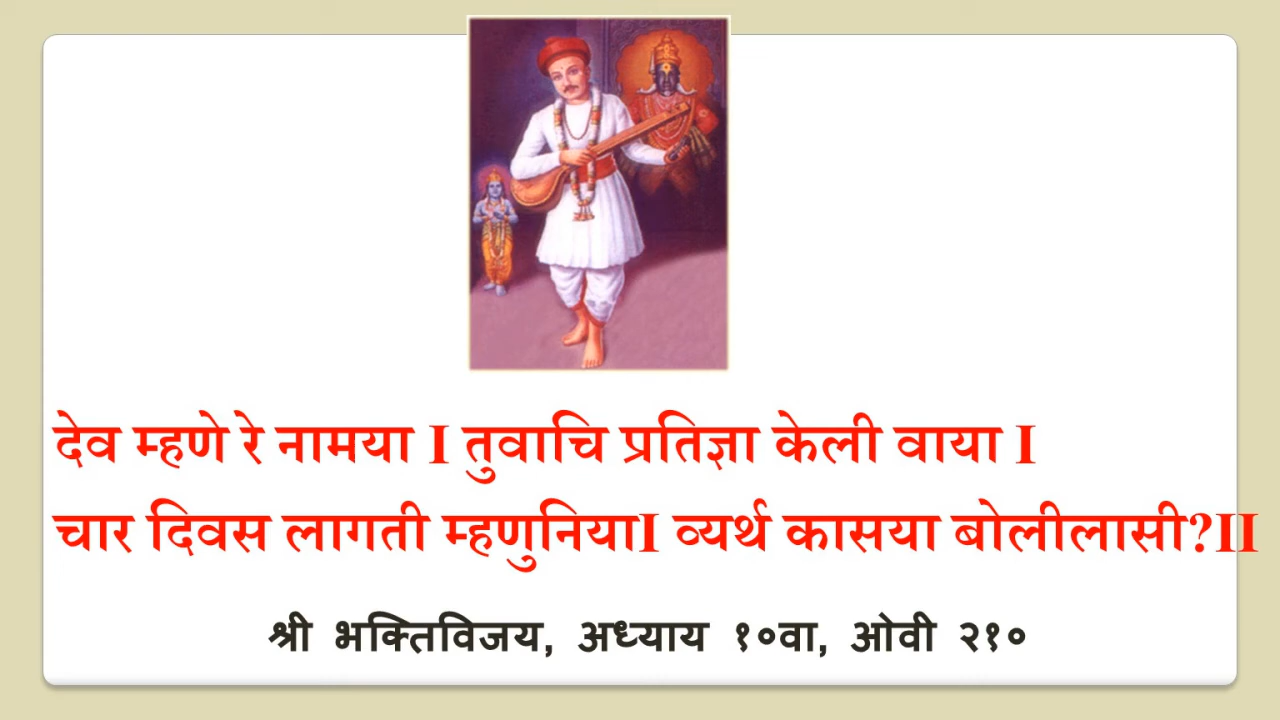 देव म्हणे रे नामया I तुवाचि प्रतिज्ञा केली वाया I
चार दिवस लागती म्हणुनियाI व्यर्थ कासया बोलीलासी?II
श्री भक्तिविजय, अध्याय १०वा, ओवी २१०